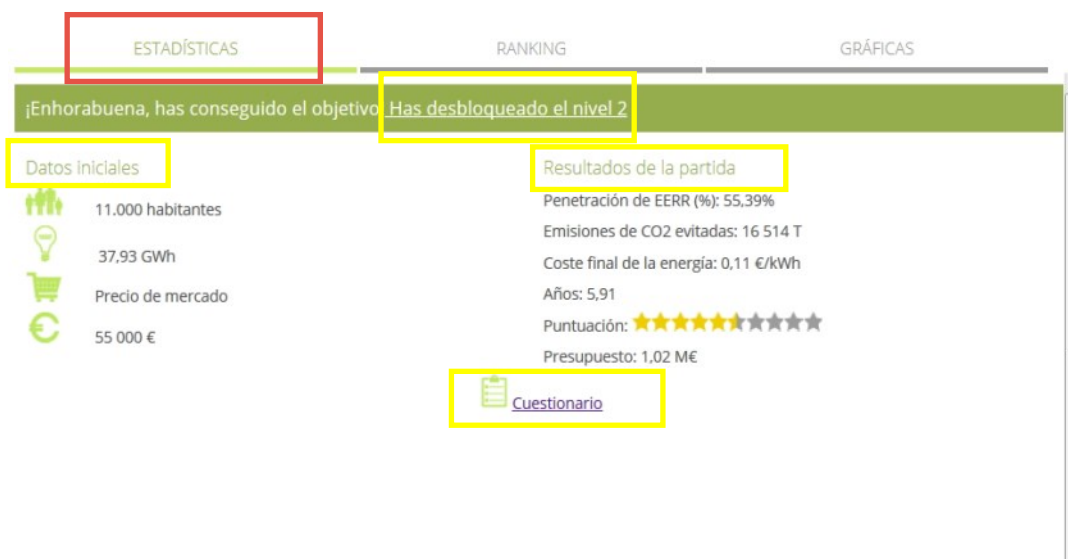 ESTADÍSTICAS RANKING GRÁFICAS
¡Enhorabuena, has conseguido el objetivo. Has desbloqueado el nivel 2
Datos iniciales
11.000 habitantes
37,93 GWh
Precio de mercado
55 000 €
Resultados de la partida
Penetración de EERR (%): 55,39%
Emisiones de CO2 evitadas: 16 514 T
Coste final de la energía: 0,11 €/kWh
Años: 5,91
Puntuación:
Presupuesto: 1,02 M€
Cuestionario